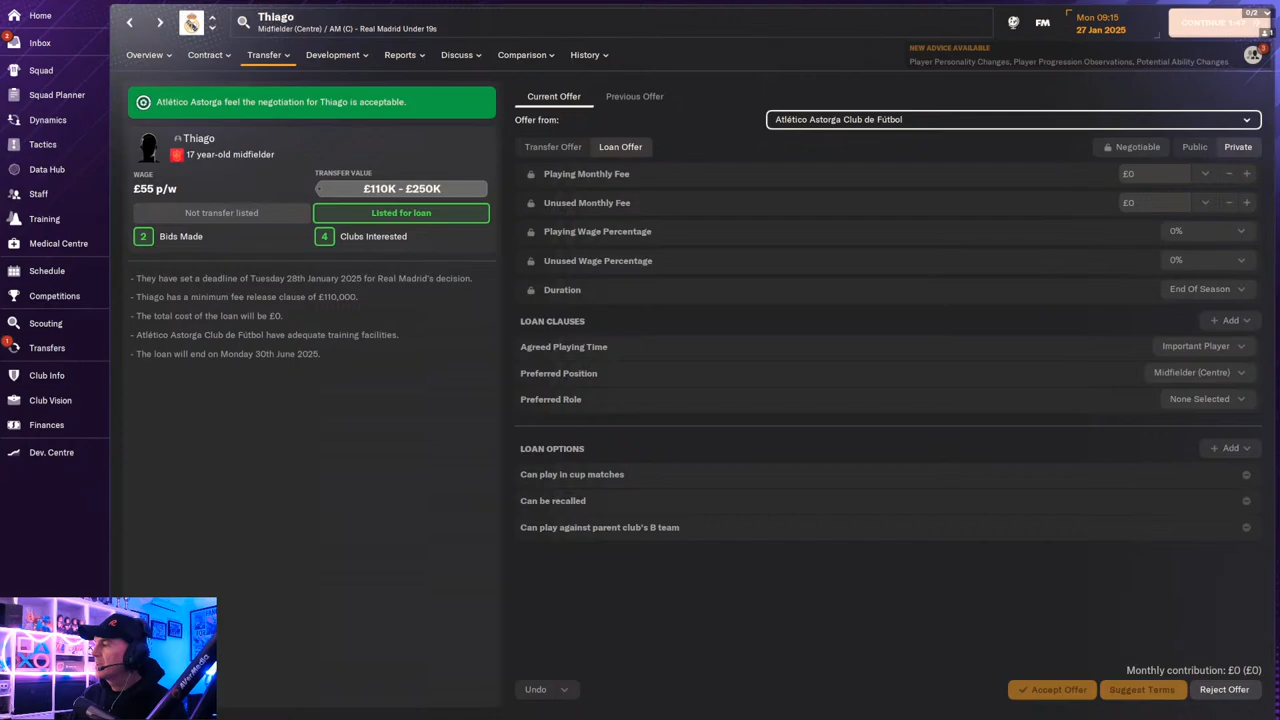 Home
Inbox
2
Squad
Squad Planner
Dynamics
Tactics
Data Hub
Staff
Training
Medical Centre
Schedule
Competitions
Scouting
Transfers
1
Club Info
Club Vision
Finances
Dev. Centre
Thiago
Midfielder (Centre) / AM (C) - Real Madrid Under 19s
FM
Mon 09:15
27 Jan 2025
CONTINUE 1:47
0/2
1
Overview
Contract
Transfer
Development
Reports
Discuss
Comparison
History
NEW ADVICE AVAILABLE
Player Personality Changes, Player Progression Observations, Potential Ability Changes
3
Atlético Astorga feel the negotiation for Thiago is acceptable.
Thiago
17 year-old midfielder
WAGE
£55 p/w
TRANSFER VALUE
£110K - £250K
Not transfer listed
Listed for loan
2 Bids Made
4 Clubs Interested
- They have set a deadline of Tuesday 28th January 2025 for Real Madrid's decision.
- Thiago has a minimum fee release clause of £110,000.
- The total cost of the loan will be £0.
- Atlético Astorga Club de Fútbol have adequate training facilities.
- The loan will end on Monday 30th June 2025.
Current Offer
Previous Offer
Offer from:
Atlético Astorga Club de Fútbol
Transfer Offer
Loan Offer
Negotiable
Public
Private
Playing Monthly Fee
£0
Unused Monthly Fee
£0
Playing Wage Percentage
0%
Unused Wage Percentage
0%
Duration
End Of Season
LOAN CLAUSES
+ Add
Agreed Playing Time
Important Player
Preferred Position
Midfielder (Centre)
Preferred Role
None Selected
LOAN OPTIONS
+ Add
Can play in cup matches
Can be recalled
Can play against parent club's B team
Monthly contribution: £0 (£0)
Undo
Accept Offer
Suggest Terms
Reject Offer
AVerMedia